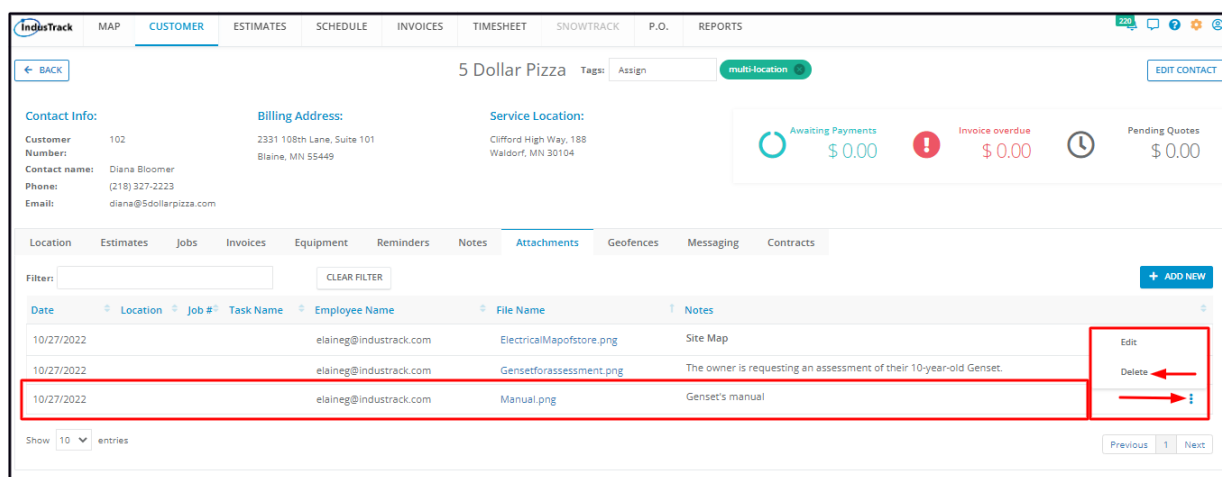 IndusTrack MAP CUSTOMER ESTIMATES SCHEDULE INVOICES TIMESHEET SNOWTRACK P.O. REPORTS 220
← BACK 5 Dollar Pizza Tags: Assign multi-location EDIT CONTACT
Contact Info: Billing Address: Service Location:
Customer Number: 102 2331 108th Lane, Suite 101 Clifford High Way, 188 Awaiting Payments Invoice overdue Pending Quotes
Blaine, MN 55449 Waldorf, MN 30104 $ 0.00 $ 0.00 $ 0.00
Contact name: Diana Bloomer
Phone: (218) 327-2223
Email: diana@5dollarpizza.com
Location Estimates Jobs Invoices Equipment Reminders Notes Attachments Geofences Messaging Contracts
Filter: CLEAR FILTER + ADD NEW
Date Location Job # Task Name Employee Name File Name Notes
10/27/2022 elaineg@industrack.com ElectricalMapofstore.png Site Map Edit
10/27/2022 elaineg@industrack.com Gensetforassessment.png The owner is requesting an assessment of their 10-year-old Genset. Delete
10/27/2022 elaineg@industrack.com Manual.png Genset's manual
Show 10 entries Previous 1 Next